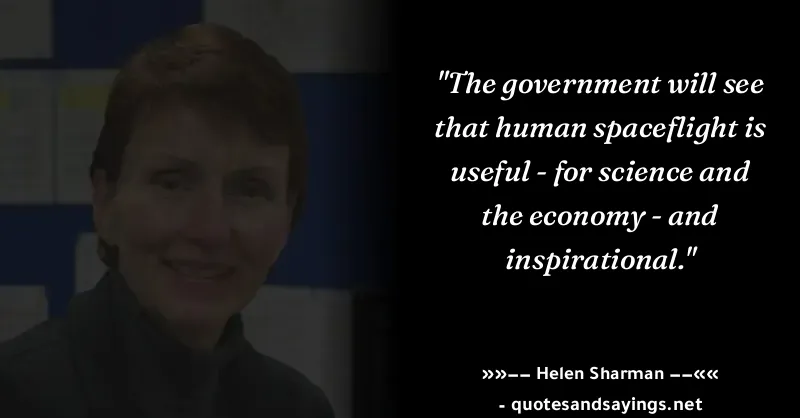 "The government will see
that human spaceflight is
useful - for science and
the economy - and
inspirational."
»»-- Helen Sharman --««
- quotesandsayings.net